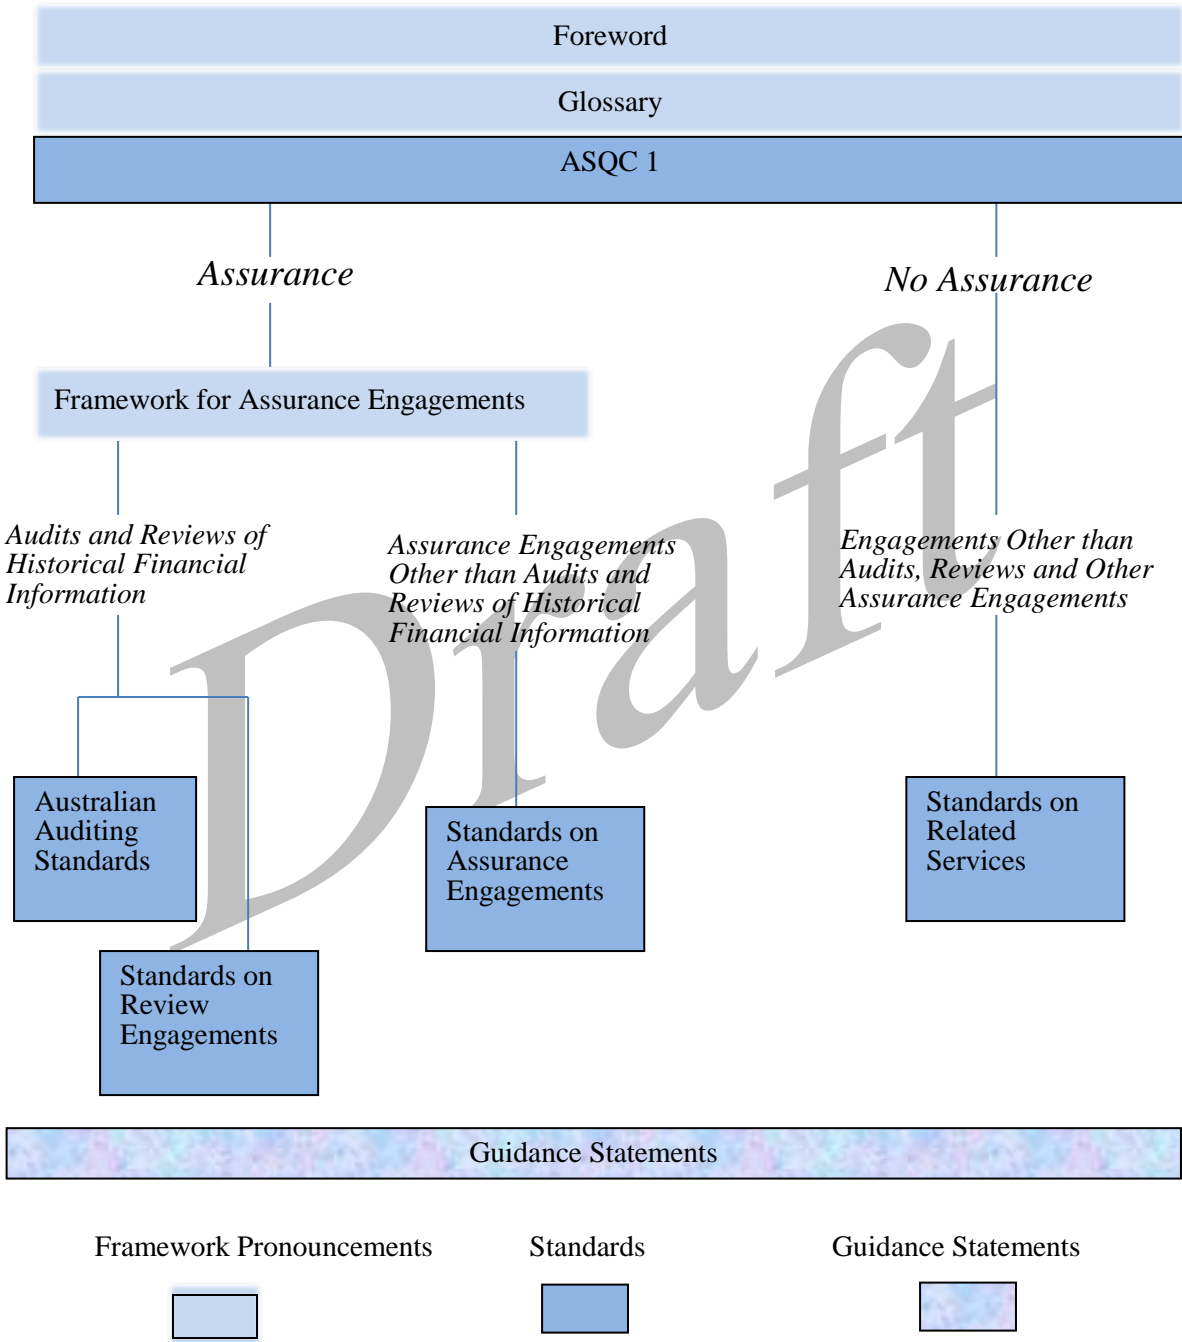 Foreword
Glossary
ASQC 1
Assurance
No Assurance
Framework for Assurance Engagements
Audits and Reviews of
Historical Financial
Information
Assurance Engagements
Other than Audits and
Reviews of Historical
Financial Information
Engagements Other than
Audits, Reviews and Other
Assurance Engagements
Draft
Australian
Auditing
Standards
Standards on
Assurance
Engagements
Standards on
Related
Services
Standards on
Review
Engagements
Guidance Statements
Framework Pronouncements
Standards
Guidance Statements